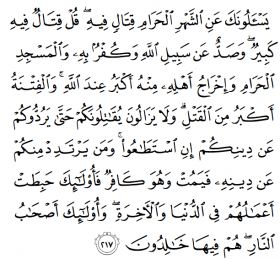 يَسْـَٔلُونَكَ عَنِ ٱلشَّهْرِ ٱلْحَرَامِ قِتَالٍ فِيهِ ۖ قُلْ قِتَالٌ فِيهِ
كَبِيرٌ ۖ وَصَدٌّ عَن سَبِيلِ ٱللَّهِ وَكُفْرٌۢ بِهِۦ وَٱلْمَسْجِدِ
ٱلْحَرَامِ وَإِخْرَاجُ أَهْلِهِۦ مِنْهُ أَكْبَرُ عِندَ ٱللَّهِ ۚ وَٱلْفِتْنَةُ
أَكْبَرُ مِنَ ٱلْقَتْلِ ۗ وَلَا يَزَالُونَ يُقَٰتِلُونَكُمْ حَتَّىٰ يَرُدُّوكُمْ
عَن دِينِكُمْ إِنِ ٱسْتَطَٰعُوا۟ ۚ وَمَن يَرْتَدِدْ مِنكُمْ
عَن دِينِهِۦ فَيَمُتْ وَهُوَ كَافِرٌ فَأُو۟لَٰٓئِكَ حَبِطَتْ
أَعْمَٰلُهُمْ فِى ٱلدُّنْيَا وَٱلْـَٔاخِرَةِ ۖ وَأُو۟لَٰٓئِكَ أَصْحَٰبُ
ٱلنَّارِ ۖ هُمْ فِيهَا خَٰلِدُونَ ٢١٧